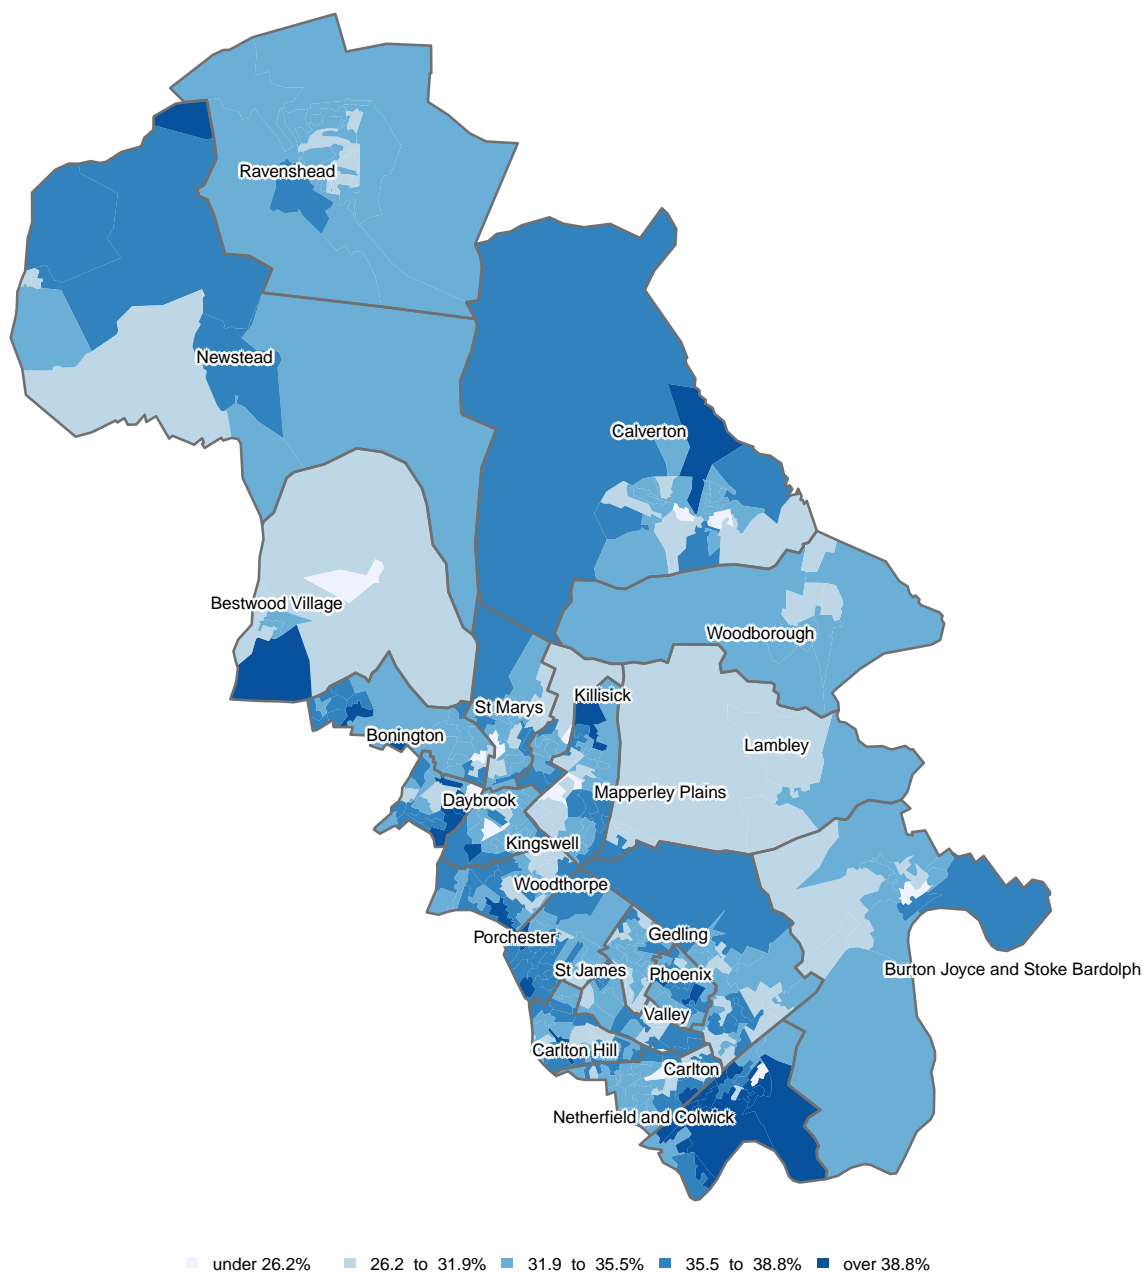 Ravenshead
Newstead
Calverton
Bestwood Village
Woodborough
Killisick
St Marys
Bonington
Lambley
Mapperley Plains
Daybrook
Kingswell
Woodthorpe
Porchester
Gedling
St James
Phoenix
Burton Joyce and Stoke Bardolph
Valley
Carlton Hill
Carlton
Netherfield and Colwick
under 26.2% 26.2 to 31.9% 31.9 to 35.5% 35.5 to 38.8% over 38.8%